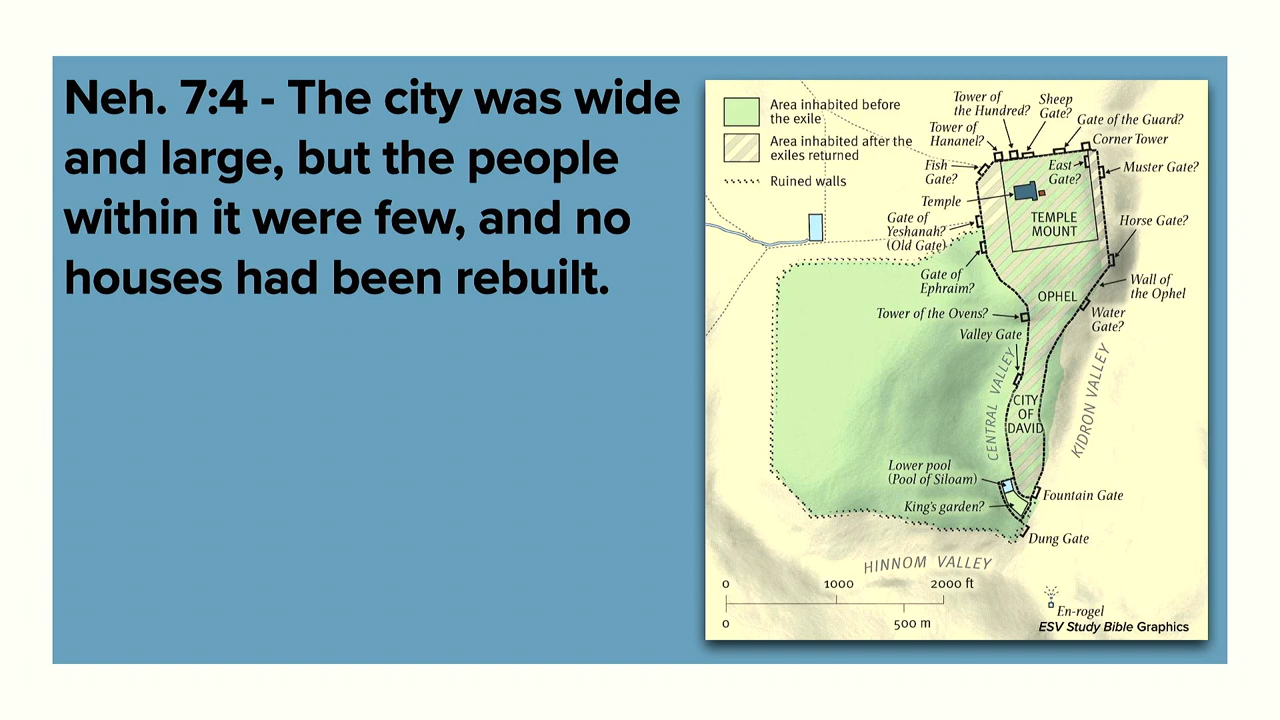 Neh. 7:4 - The city was wide
and large, but the people
within it were few, and no
houses had been rebuilt.
Area inhabited before
the exile
Area inhabited after the
exiles returned
Ruined walls
Tower of
the Hundred?
Sheep
Gate?
Gate of the Guard?
Tower of
Hananel?
Corner Tower
Fish
Gate?
East
Gate?
Muster Gate?
Temple
TEMPLE
MOUNT
Gate of
Yeshanah?
(Old Gate)
Horse Gate?
Gate of
Ephraim?
OPHEL
Wall of
the Ophel
Tower of the Ovens?
Water
Gate?
Valley Gate
CENTRAL VALLEY
KIDRON VALLEY
CITY
OF
DAVID
Lower pool
(Pool of Siloam)
King's garden?
Fountain Gate
Dung Gate
HINNOM VALLEY
0 1000 2000 ft
0 500 m
En-rogel
ESV Study Bible Graphics